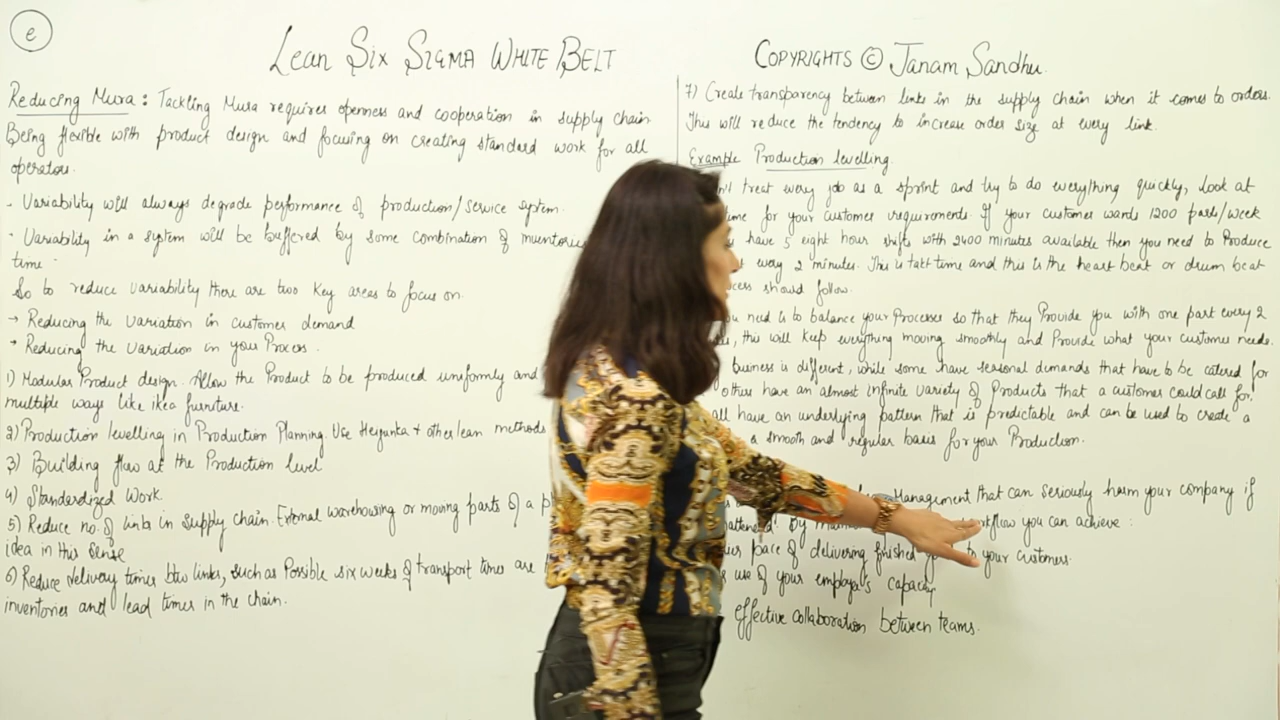 e
Lean Six Sigma White Belt
Copyrights © Janam Sandhu.
Reducing Mura: Tackling Mura requires openness and cooperation in supply chain
Being flexible with product design and focusing on creating standard work for all
operators.
- Variability will always degrade performance of production/service system.
- Variability in a system will be buffered by some combination of
time.
So to reduce variability there are two key areas to focus on.
→ Reducing the variation in customer demand
→ Reducing the variation in your Process.
1) Modular Product design. Allow the Product to be produced uniformly and
multiple ways like ikea furniture.
2) Production levelling in Production Planning. Use Heijunka & other lean methods
3) Building flow at the Production level
4) Standardized Work
5) Reduce no. of links in supply chain. External warehousing or moving parts of a
idea in this sense
6) Reduce delivery times btw links, such as Possible six weeks of transport times are
inventories and lead times in the chain.
7) Create transparency between links in the supply chain when it comes to orders.
This will reduce the tendency to increase order size at every link.
Example Production levelling.
treat every job as a sprint and try to do everything quickly, look at
for your customer requirements. If your customer wants 1200 parts/week
have 5 eight hour shifts with 2400 minutes available then you need to Produce
every 2 minutes. This is takt time and this is the heart beat or drum beat
should follow.
need is to balance your Processes so that they Provide you with one part every 2
this will keep everything moving smoothly and Provide what your customer needs.
business is different, while some have seasonal demands that have to be catered for
others have an almost infinite variety of Products that a customer could call for.
all have an underlying pattern that is predictable and can be used to create a
a smooth and regular basis for your Production.
Management that can seriously harm your company if
By you can achieve:
pace of delivering finished to your customers.
use of your employee's capacity
effective collaboration between teams.